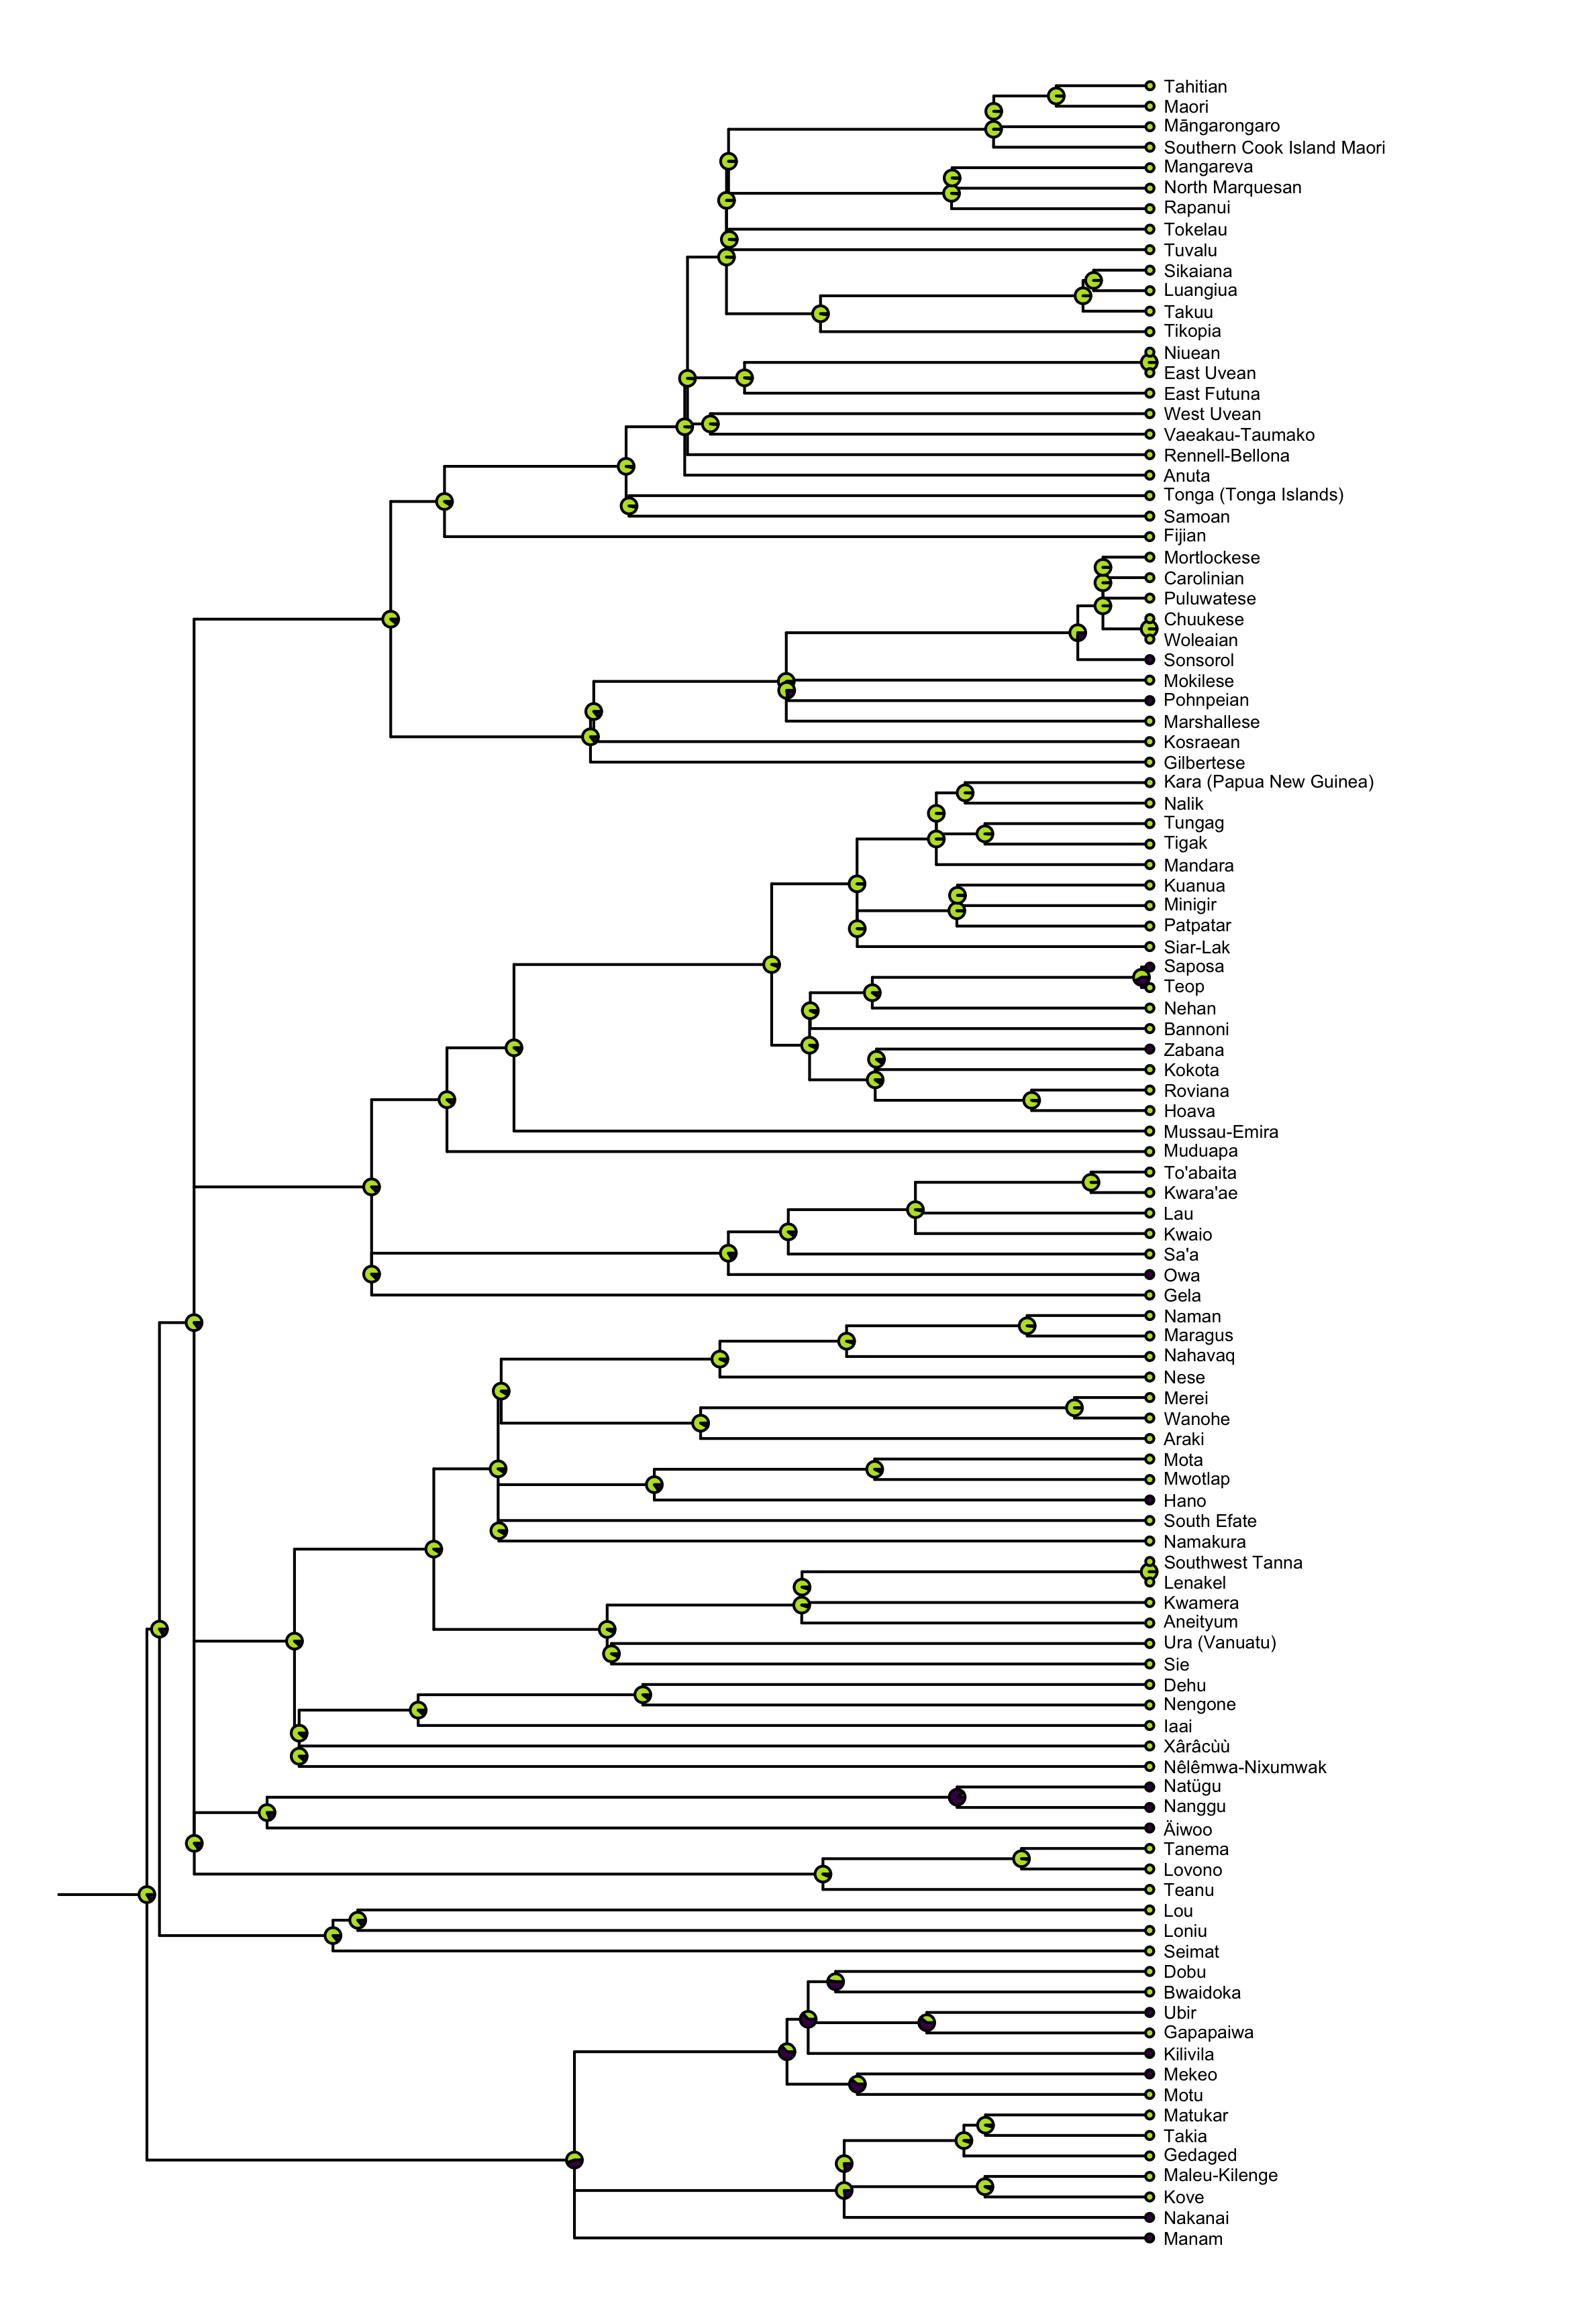 Tahitian
Maori
Māngarongaro
Southern Cook Island Maori
Mangareva
North Marquesan
Rapanui
Tokelau
Tuvalu
Sikaiana
Luangiua
Takuu
Tikopia
Niuean
East Uvean
East Futuna
West Uvean
Vaeakau-Taumako
Rennell-Bellona
Anuta
Tonga (Tonga Islands)
Samoan
Fijian
Mortlockese
Carolinian
Puluwatese
Chuukese
Woleaian
Sonsorol
Mokilese
Pohnpeian
Marshallese
Kosraean
Gilbertese
Kara (Papua New Guinea)
Nalik
Tungag
Tigak
Mandara
Kuanua
Minigir
Patpatar
Siar-Lak
Saposa
Teop
Nehan
Bannoni
Zabana
Kokota
Roviana
Hoava
Mussau-Emira
Muduapa
To'abaita
Kwara'ae
Lau
Kwaio
Sa'a
Owa
Gela
Naman
Maragus
Nahavaq
Nese
Merei
Wanohe
Araki
Mota
Mwotlap
Hano
South Efate
Namakura
Southwest Tanna
Lenakel
Kwamera
Aneityum
Ura (Vanuatu)
Sie
Dehu
Nengone
Iaai
Xârâcùù
Nêlêmwa-Nixumwak
Natügu
Nanggu
Äiwoo
Tanema
Lovono
Teanu
Lou
Loniu
Seimat
Dobu
Bwaidoka
Ubir
Gapapaiwa
Kilivila
Mekeo
Motu
Matukar
Takia
Gedaged
Maleu-Kilenge
Kove
Nakanai
Manam